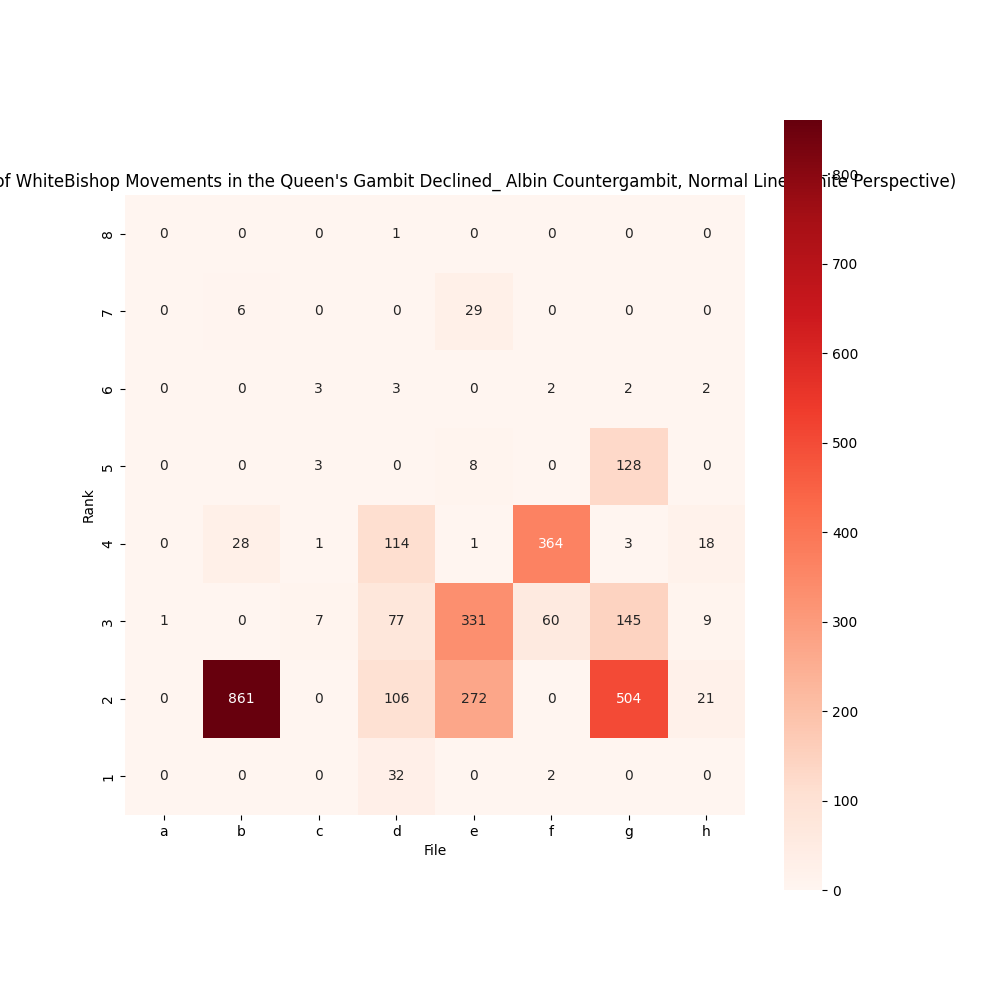 of WhiteBishop Movements in the Queen's Gambit Declined_ Albin Countergambit, Normal Line Perspective)
800
8 0 0 0 1 0 0 0 0
700
7 0 6 0 0 29 0 0 0
600
6 0 0 3 3 0 2 2 2
500
5 0 0 3 0 8 0 128 0
400
Rank
4 0 28 1 114 1 364 3 18
300
3 1 0 7 77 331 60 145 9
200
2 0 861 0 106 272 0 504 21
100
1 0 0 0 32 0 2 0 0
a b c d e f g h
File
0